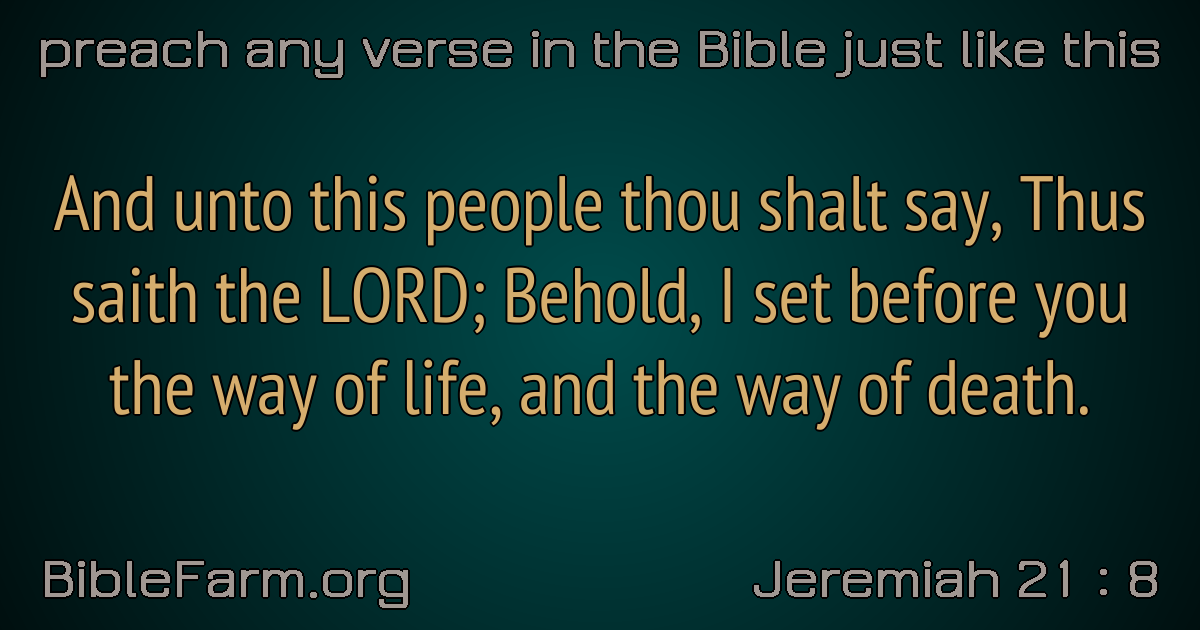 preach any verse in the Bible just like this
And unto this people thou shalt say, Thus
saith the LORD; Behold, I set before you
the way of life, and the way of death.
BibleFarm.org
Jeremiah 21 : 8